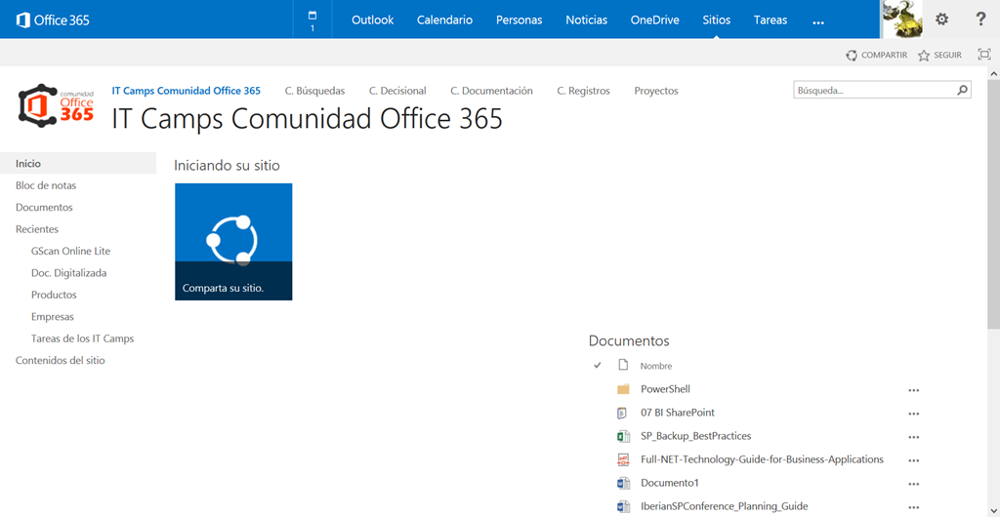 Office 365
1
Outlook
Calendario
Personas
Noticias
OneDrive
Sitios
Tareas
...
?
COMPARTIR
SEGUIR
comunidad
Office
365
IT Camps Comunidad Office 365
C. Búsquedas
C. Decisional
C. Documentación
C. Registros
Proyectos
Búsqueda...
IT Camps Comunidad Office 365
Inicio
Bloc de notas
Documentos
Recientes
GScan Online Lite
Doc. Digitalizada
Productos
Empresas
Tareas de los IT Camps
Contenidos del sitio
Iniciando su sitio
Comparta su sitio.
Documentos
Nombre
PowerShell
...
07 BI SharePoint
...
SP_Backup_BestPractices
...
Full-NET-Technology-Guide-for-Business-Applications
...
Documento1
...
IberianSPConference_Planning_Guide
...